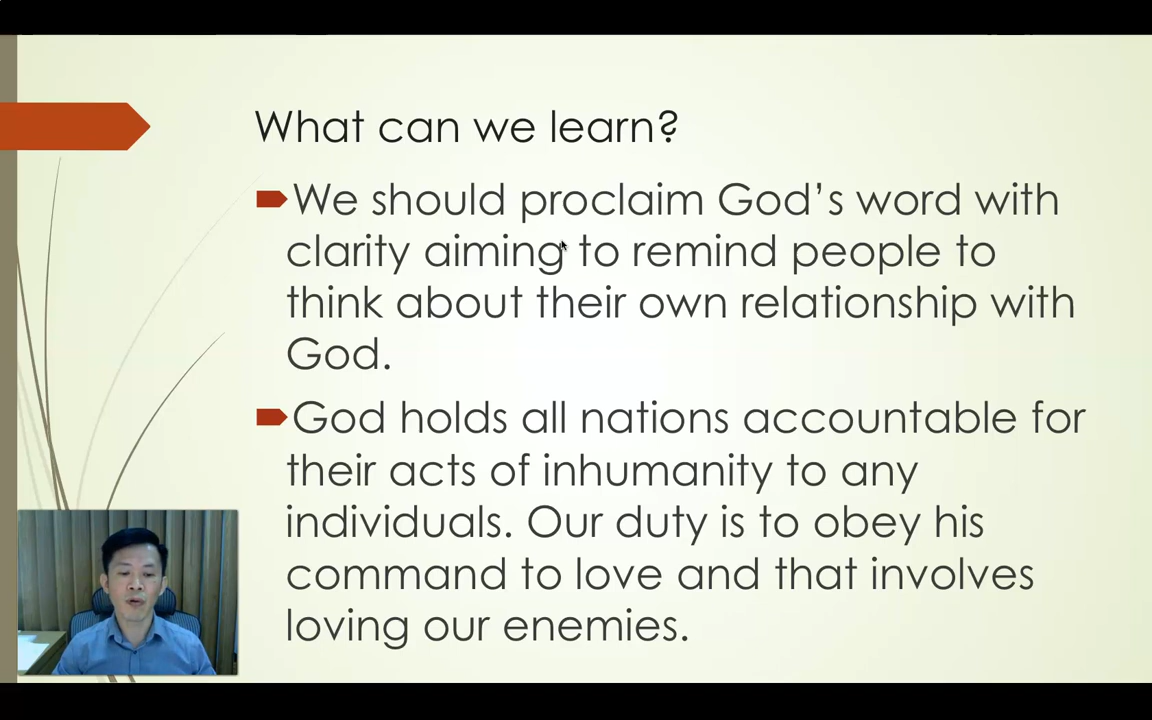 What can we learn?
We should proclaim God’s word with
clarity aiming to remind people to
think about their own relationship with
God.
God holds all nations accountable for
their acts of inhumanity to any
individuals. Our duty is to obey his
command to love and that involves
loving our enemies.